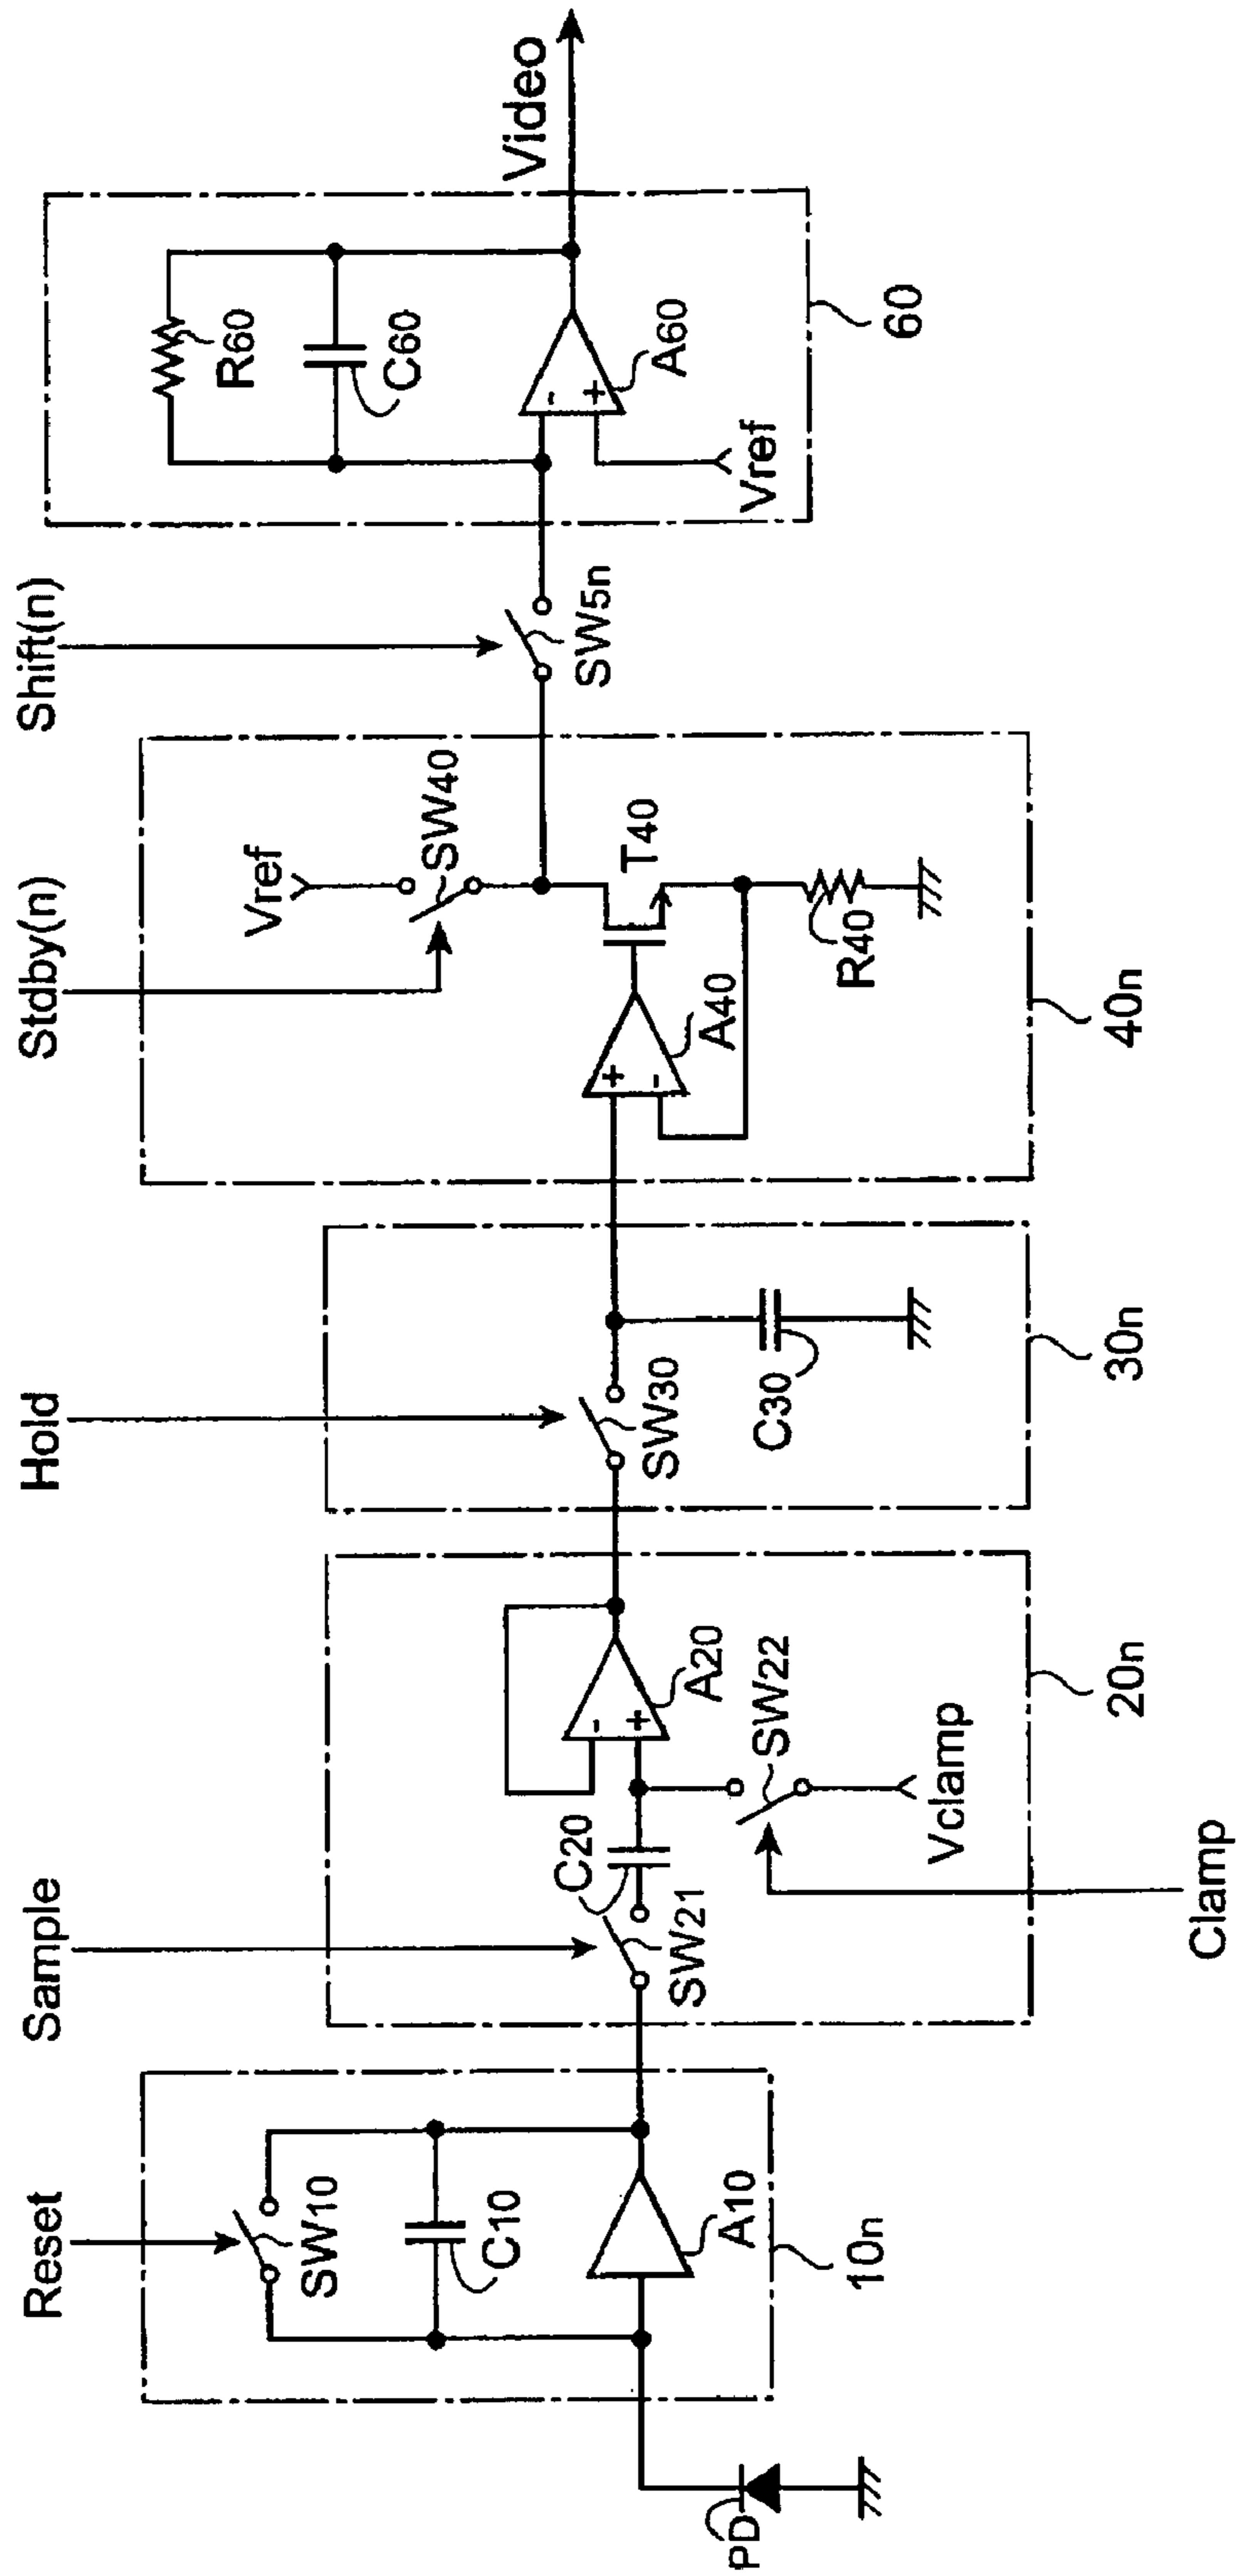 Reset
SW10
C10
A10
10n
PD
Sample
SW21
C20
A20
SW22
Vclamp
Clamp
20n
Hold
SW30
C30
30n
Stdby(n)
Vref
SW40
T40
A40
R40
40n
Shift(n)
SW5n
R60
C60
A60
Vref
60
Video
-
+
+
-
-
+